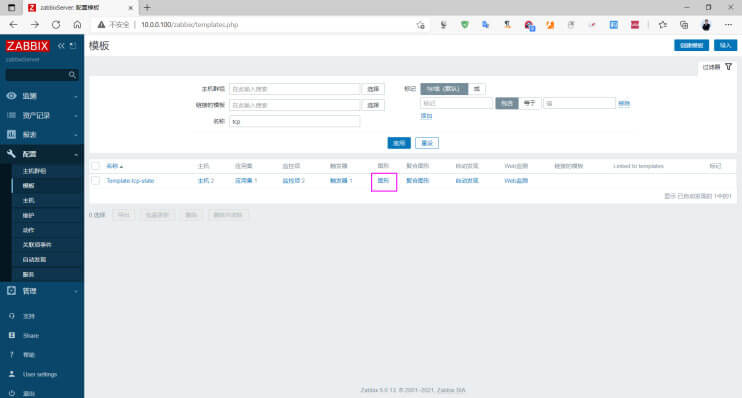 zabbixServer: 配置模板
不安全 | 10.0.0.100/zabbix/templates.php
ZABBIX
zabbixServer
监测
资产记录
报表
配置
主机群组
模板
主机
维护
动作
关联项事件
自动发现
服务
管理
支持
Share
帮助
User settings
退出
模板
创建模板
导入
过滤器
主机群组 在此输入搜索 选择
链接的模板 在此输入搜索 选择
名称 tcp
标记 与/或 (默认) 或
标记 包含 等于 值 移除
添加
应用 重设
名称 主机 应用集 监控项 触发器 图形 聚合图形 自动发现 Web监测 链接的模板 Linked to templates 标记
Template tcp state 主机 2 应用集 1 监控项 2 触发器 1 图形 聚合图形 自动发现 Web监测
显示 已自动发现的 1中的1
0 选择 导出 批量更新 删除 删除并清除
Zabbix 5.0.13. © 2001–2021, Zabbix SIA